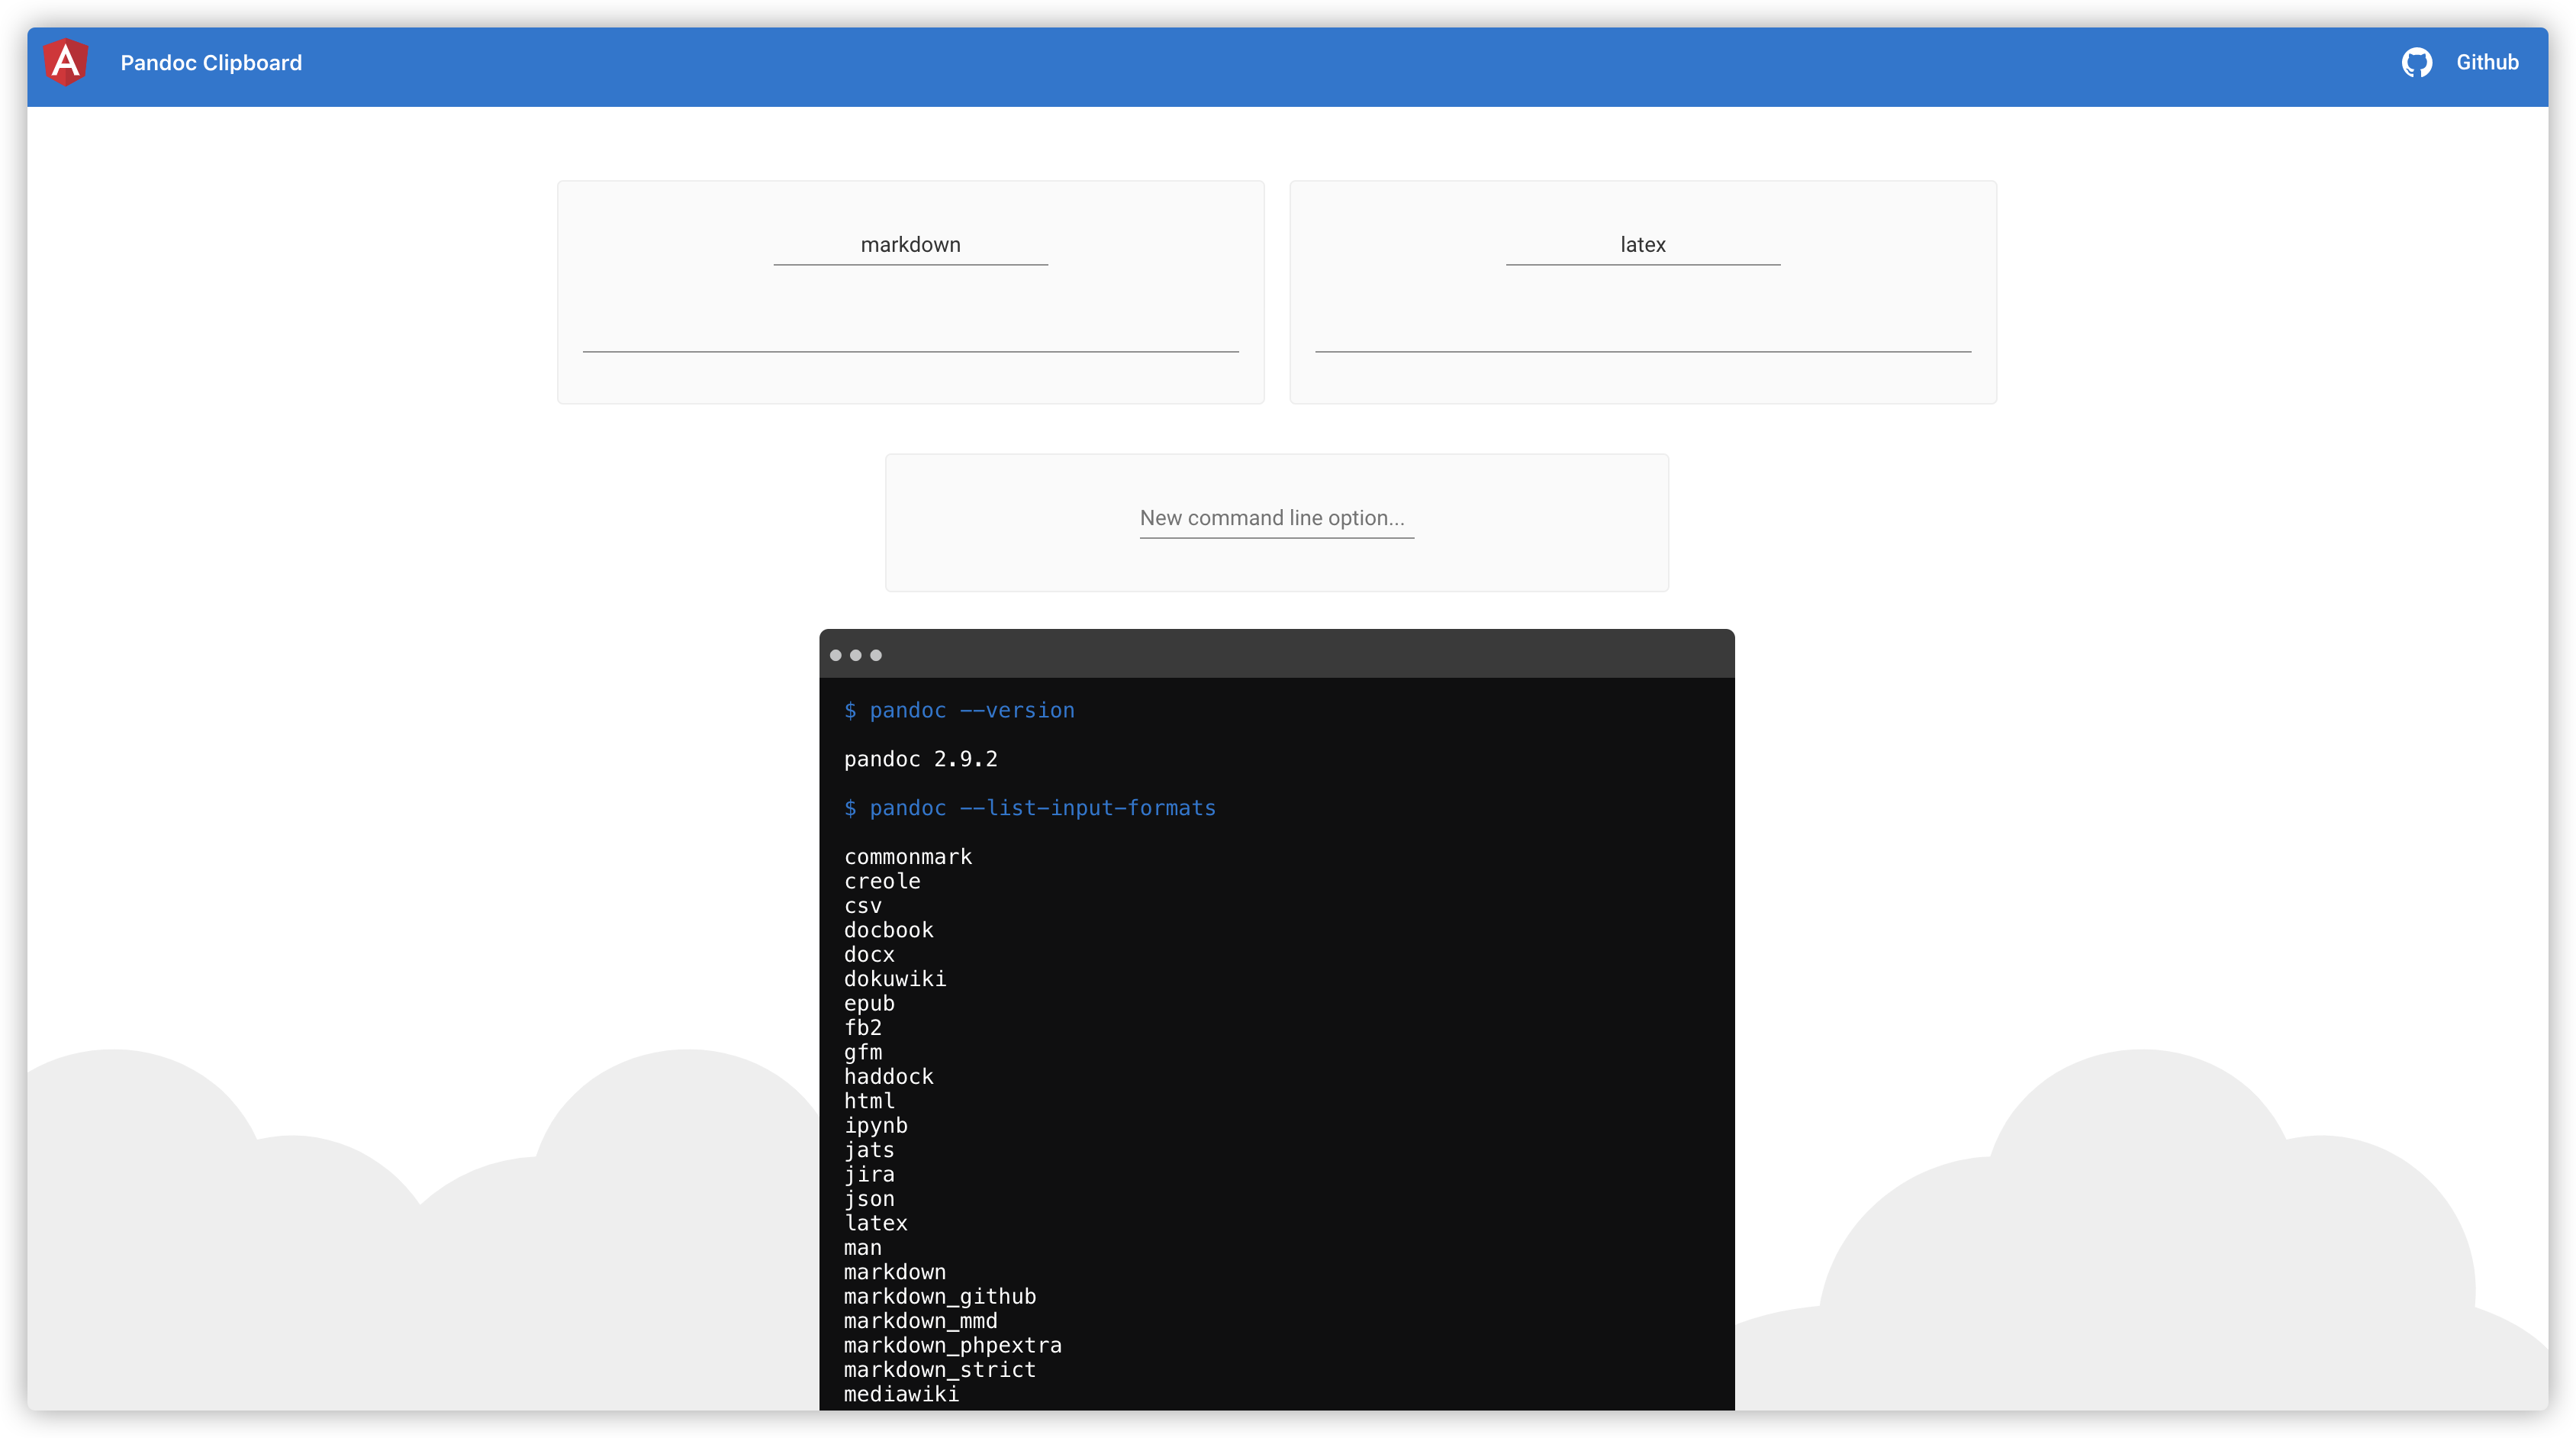 Pandoc Clipboard
Github
markdown
latex
New command line option...
$ pandoc --version
pandoc 2.9.2
$ pandoc --list-input-formats
commonmark
creole
csv
docbook
docx
dokuwiki
epub
fb2
gfm
haddock
html
ipynb
jats
jira
json
latex
man
markdown
markdown_github
markdown_mmd
markdown_phpextra
markdown_strict
mediawiki